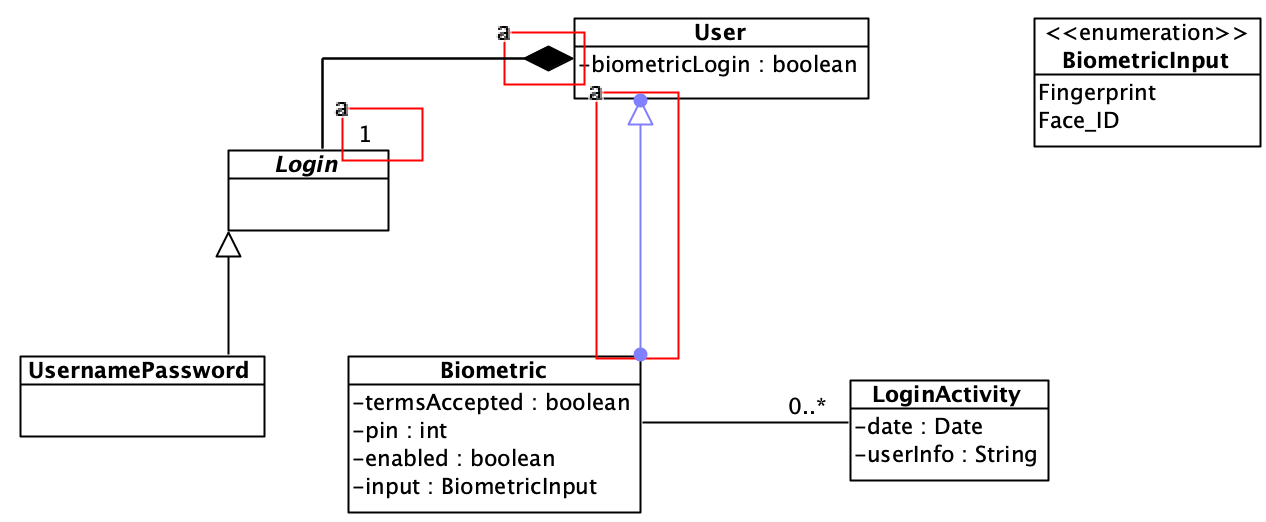 a
User
-biometricLogin : boolean
<<enumeration>>
BiometricInput
Fingerprint
Face_ID
a
a
1
Login
UsernamePassword
Biometric
-termsAccepted : boolean
-pin : int
-enabled : boolean
-input : BiometricInput
0..*
LoginActivity
-date : Date
-userInfo : String